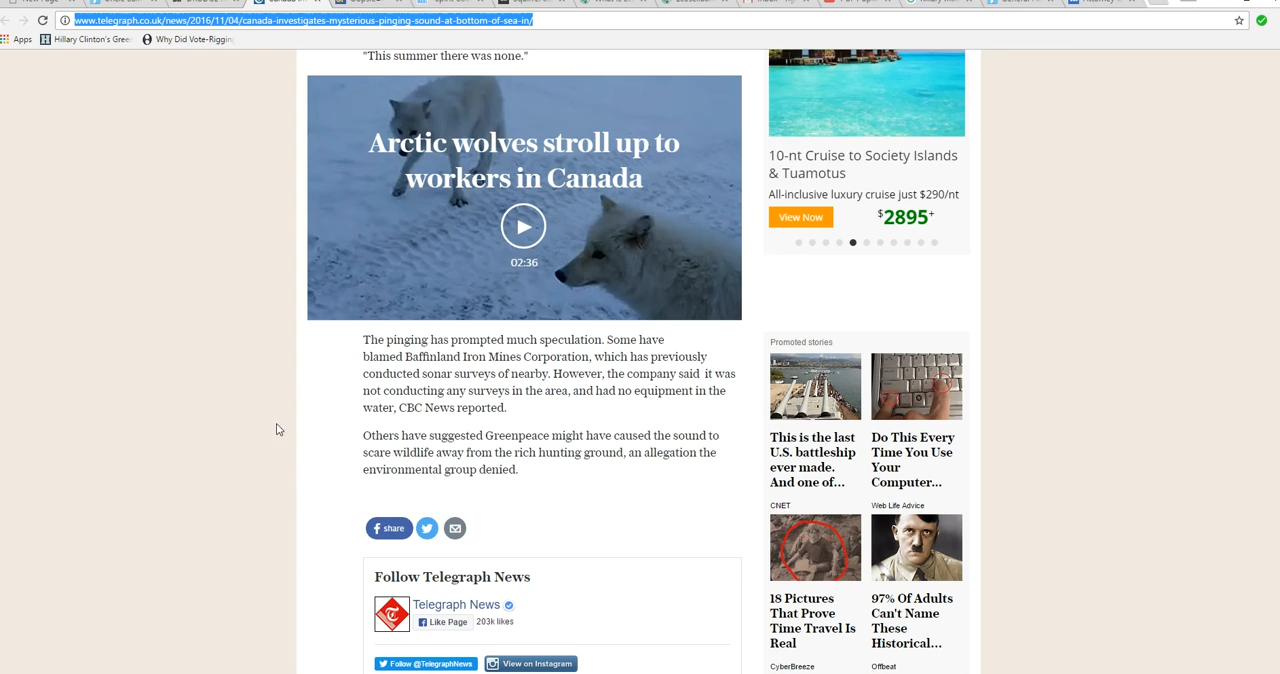 www.telegraph.co.uk/news/2016/11/04/canada-investigates-mysterious-pinging-sound-at-bottom-of-sea-in/
Apps
Hillary Clinton's Gree
Why Did Vote-Riggin
"This summer there was none."
Arctic wolves stroll up to
workers in Canada
02:36
The pinging has prompted much speculation. Some have
blamed Baffinland Iron Mines Corporation, which has previously
conducted sonar surveys of nearby. However, the company said it was
not conducting any surveys in the area, and had no equipment in the
water, CBC News reported.
Others have suggested Greenpeace might have caused the sound to
scare wildlife away from the rich hunting ground, an allegation the
environmental group denied.
share
Follow Telegraph News
Telegraph News
Like Page 203k likes
Follow @TelegraphNews
View on Instagram
10-nt Cruise to Society Islands
& Tuamotus
All-inclusive luxury cruise just $290/nt
View Now
$2895+
Promoted stories
This is the last
U.S. battleship
ever made.
And one of...
CNET
Do This Every
Time You Use
Your
Computer...
Web Life Advice
18 Pictures
That Prove
Time Travel Is
Real
CyberBreeze
97% Of Adults
Can't Name
These
Historical...
Offbeat